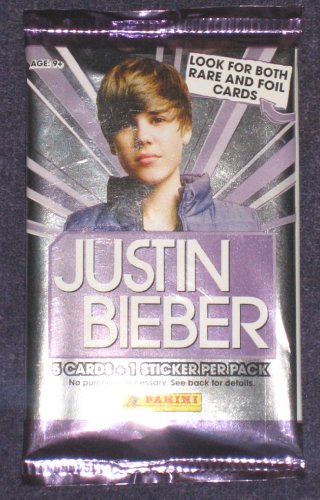 AGE: 9+
LOOK FOR BOTH
RARE AND FOIL
CARDS
JUSTIN
BIEBER
5 CARDS + 1 STICKER PER PACK
No purchase necessary. See back for details.
PANINI